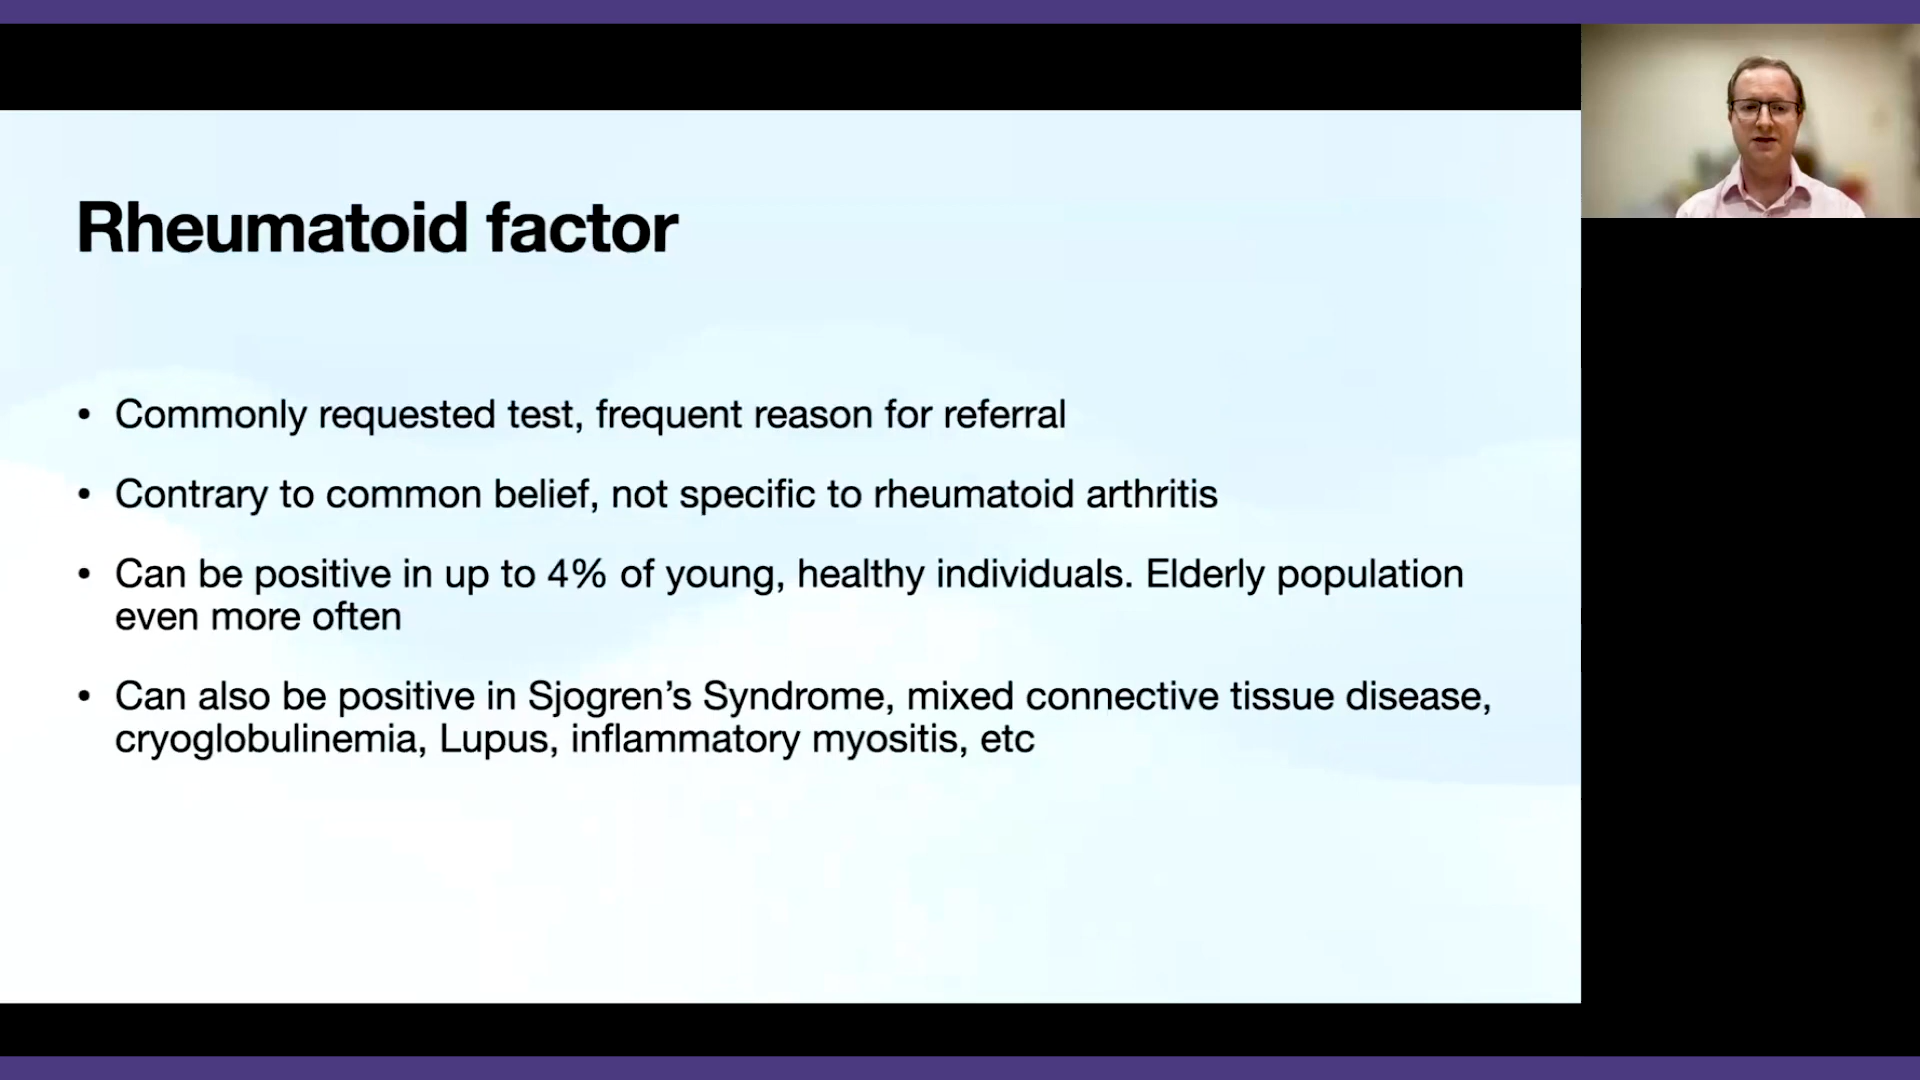 Rheumatoid factor
• Commonly requested test, frequent reason for referral
• Contrary to common belief, not specific to rheumatoid arthritis
• Can be positive in up to 4% of young, healthy individuals. Elderly population
even more often
• Can also be positive in Sjogren’s Syndrome, mixed connective tissue disease,
cryoglobulinemia, Lupus, inflammatory myositis, etc